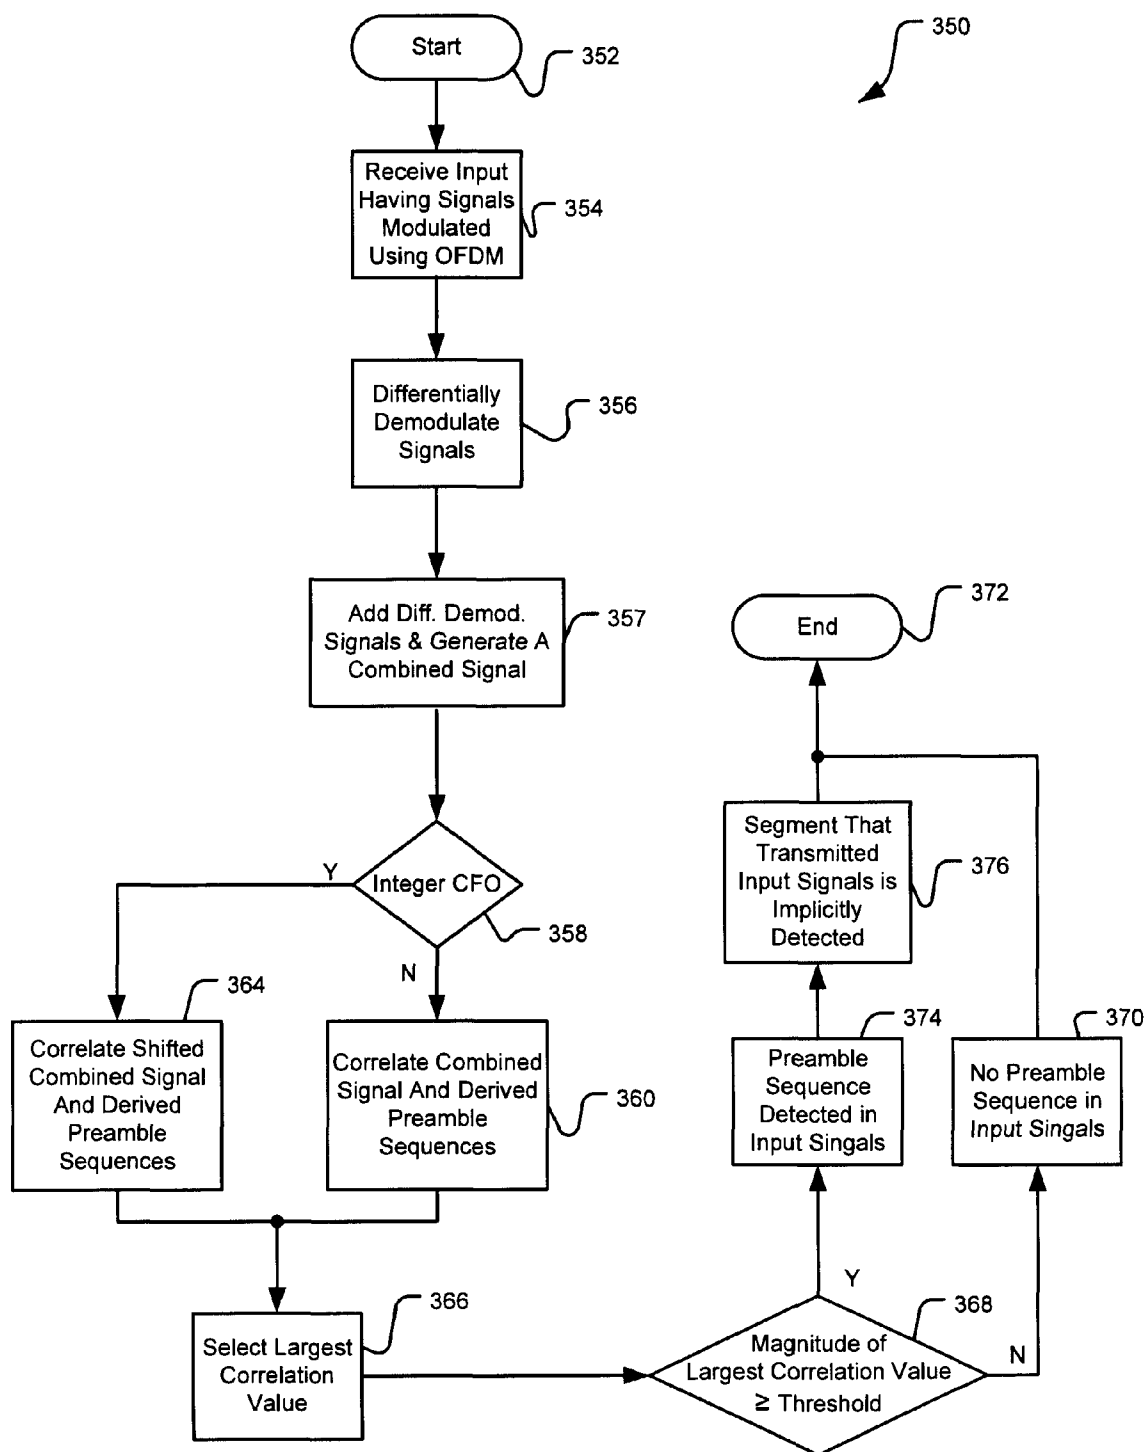 350
Start
352
Receive Input
Having Signals
Modulated
Using OFDM
354
Differentially
Demodulate
Signals
356
Add Diff. Demod.
Signals & Generate A
Combined Signal
357
Integer CFO
358
Y
N
Correlate Shifted
Combined Signal
And Derived
Preamble
Sequences
364
Correlate Combined
Signal And Derived
Preamble
Sequences
360
Select Largest
Correlation
Value
366
Magnitude of
Largest Correlation Value
≥ Threshold
368
Y
N
Preamble
Sequence
Detected in
Input Singals
374
No Preamble
Sequence in
Input Singals
370
Segment That
Transmitted
Input Signals is
Implicitly
Detected
376
End
372